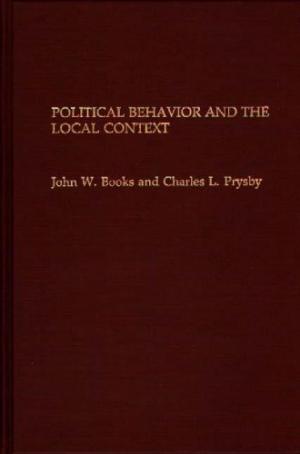 POLITICAL BEHAVIOR AND THE
LOCAL CONTEXT
John W. Books and Charles L. Prysby